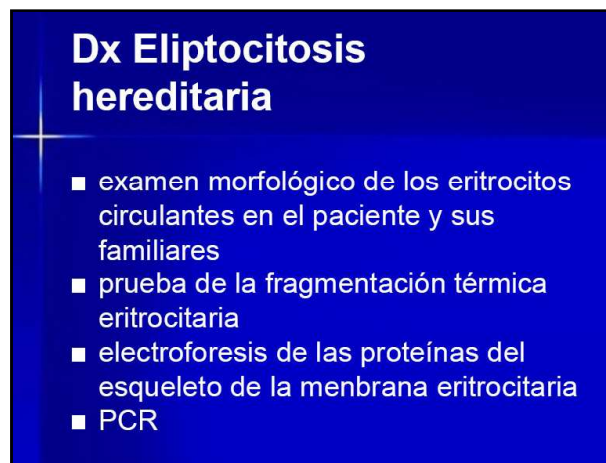 Dx Eliptocitosis
hereditaria
■ examen morfológico de los eritrocitos
circulantes en el paciente y sus
familiares
■ prueba de la fragmentación térmica
eritrocitaria
■ electroforesis de las proteínas del
esqueleto de la menbrana eritrocitaria
■ PCR